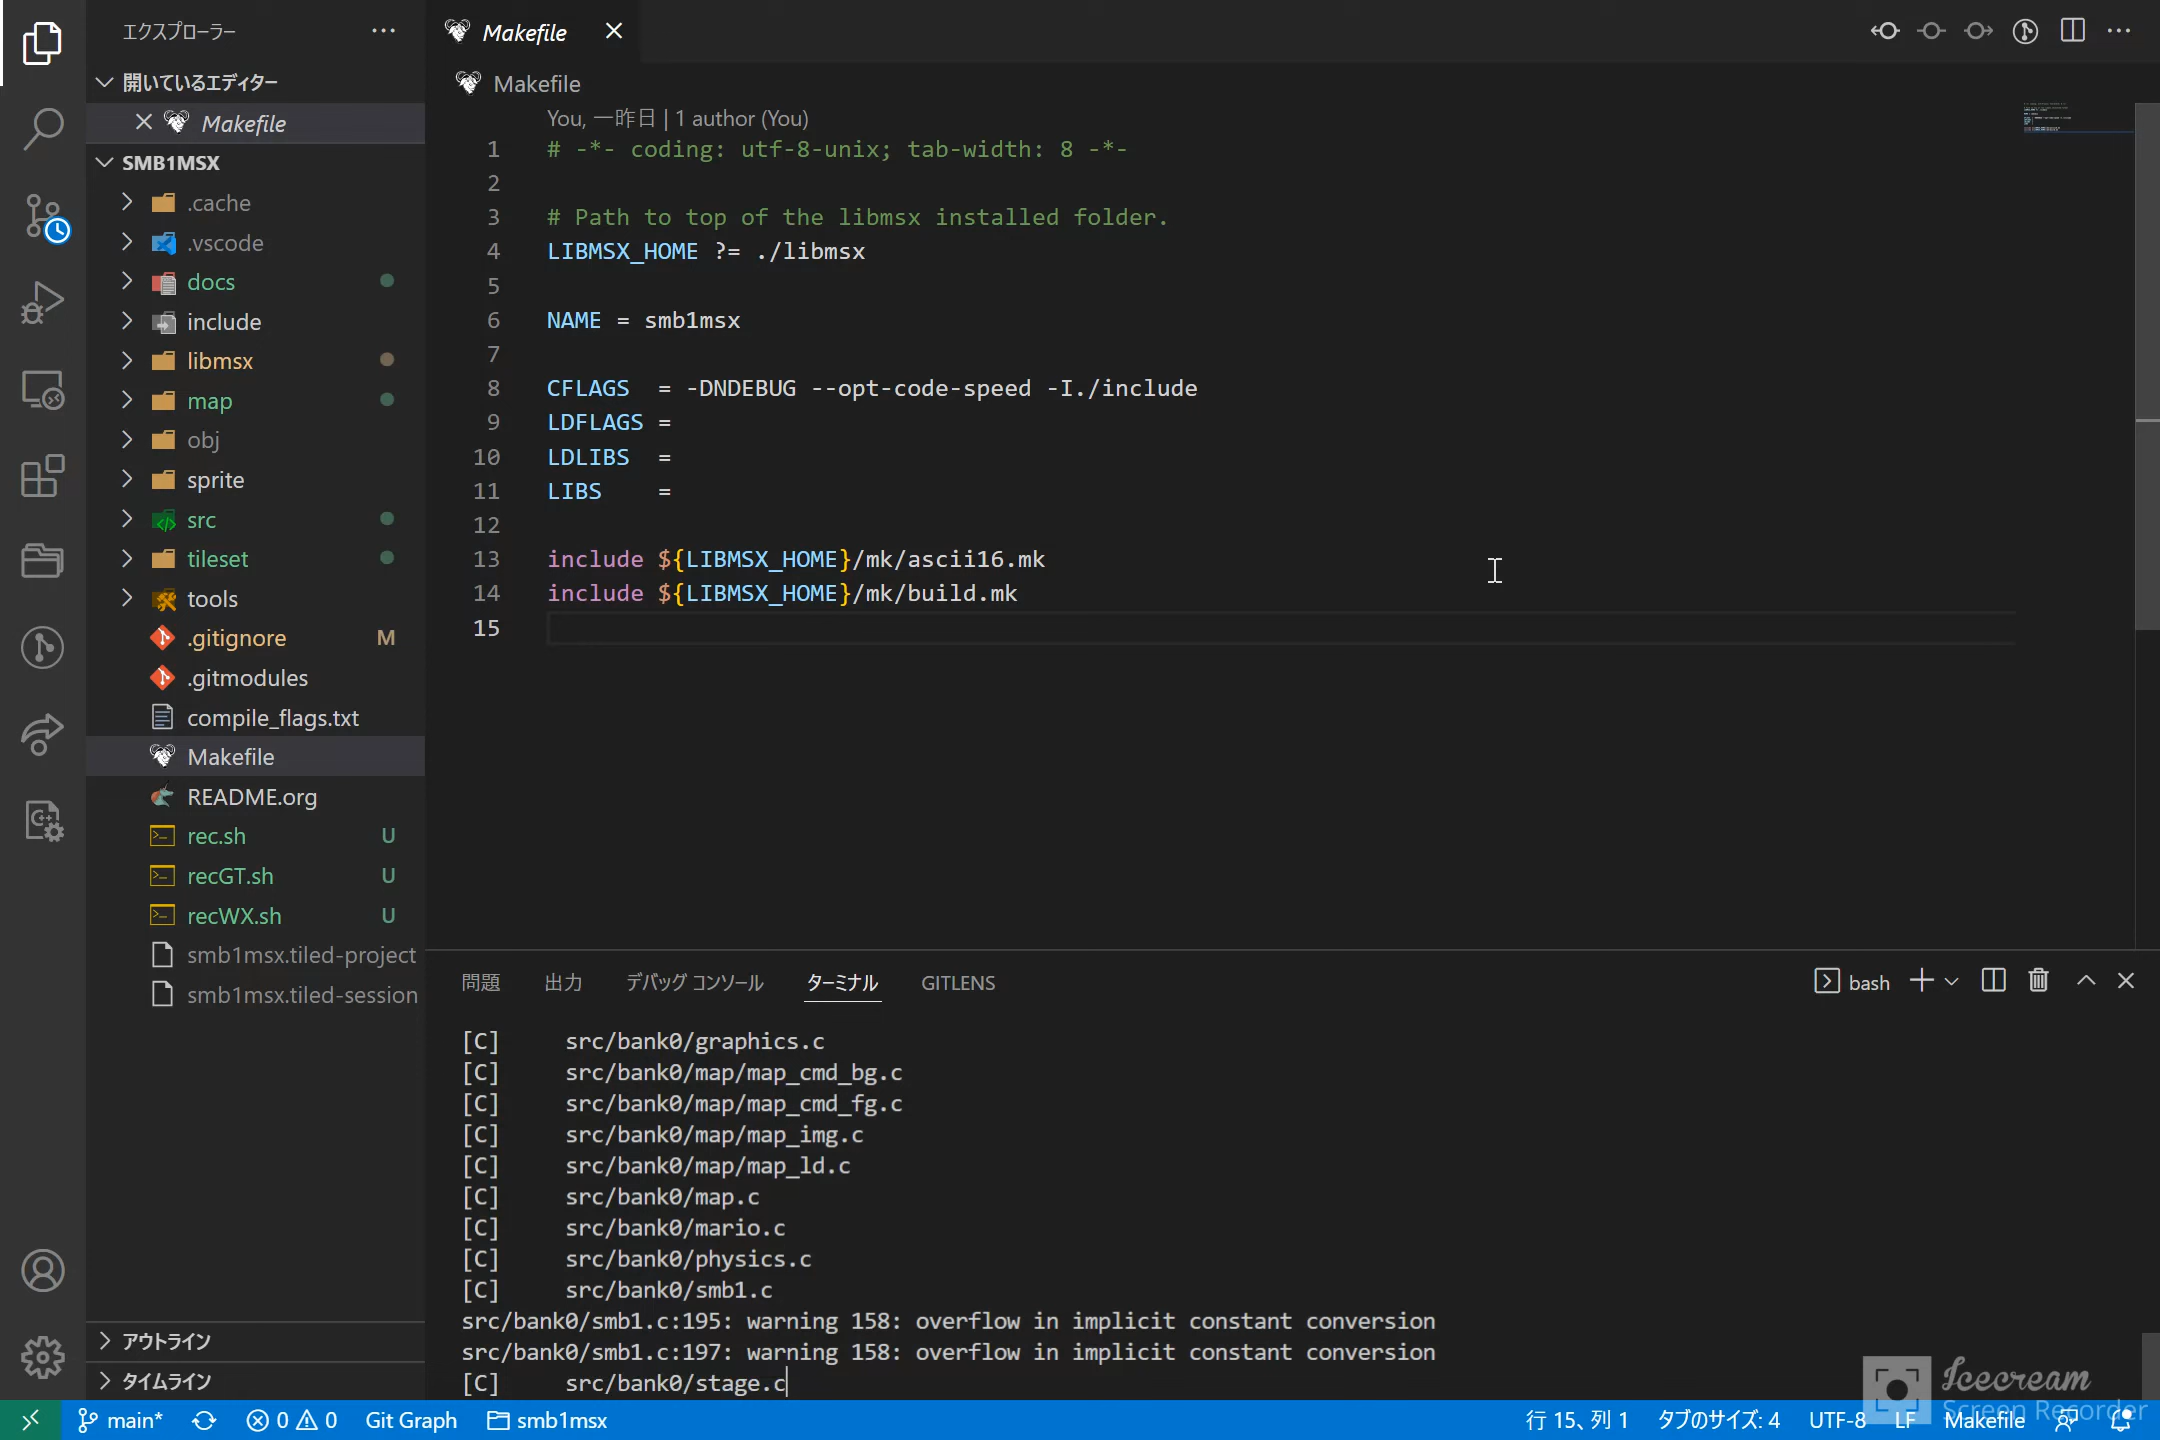 エクスプローラー
開いているエディター
Makefile
SMB1MSX
.cache
.vscode
docs
include
libmsx
map
obj
sprite
src
tileset
tools
.gitignore M
.gitmodules
compile_flags.txt
Makefile
README.org
rec.sh U
recGT.sh U
recWX.sh U
smb1msx.tiled-project
smb1msx.tiled-session
アウトライン
タイムライン
Makefile
Makefile
You, 一昨日 | 1 author (You)
1 # -*- coding: utf-8-unix; tab-width: 8 -*-
2
3 # Path to top of the libmsx installed folder.
4 LIBMSX_HOME ?= ./libmsx
5
6 NAME = smb1msx
7
8 CFLAGS = -DNDEBUG --opt-code-speed -I./include
9 LDFLAGS =
10 LDLIBS =
11 LIBS =
12
13 include ${LIBMSX_HOME}/mk/ascii16.mk
14 include ${LIBMSX_HOME}/mk/build.mk
15
問題 出力 デバッグ コンソール ターミナル GITLENS bash
[C] src/bank0/graphics.c
[C] src/bank0/map/map_cmd_bg.c
[C] src/bank0/map/map_cmd_fg.c
[C] src/bank0/map/map_img.c
[C] src/bank0/map/map_ld.c
[C] src/bank0/map.c
[C] src/bank0/mario.c
[C] src/bank0/physics.c
[C] src/bank0/smb1.c
src/bank0/smb1.c:195: warning 158: overflow in implicit constant conversion
src/bank0/smb1.c:197: warning 158: overflow in implicit constant conversion
[C] src/bank0/stage.c
Icecream
Screen Recorder
main* 0 0 Git Graph smb1msx 行 15、列 1 タブのサイズ: 4 UTF-8 LF Makefile